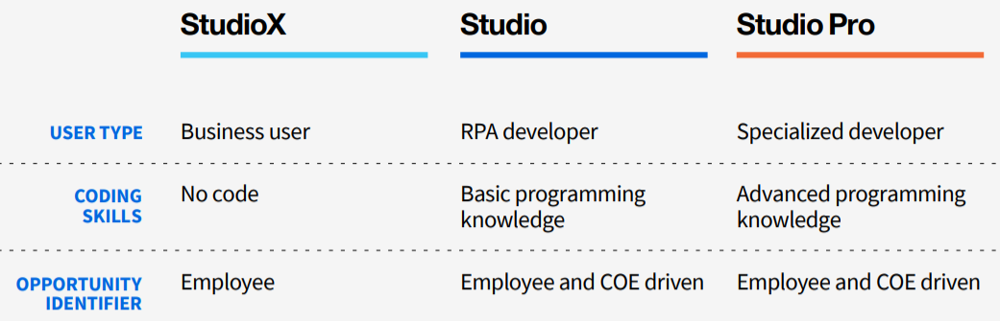 StudioX Studio Studio Pro
USER TYPE Business user RPA developer Specialized developer
CODING No code Basic programming Advanced programming
SKILLS knowledge knowledge
OPPORTUNITY Employee Employee and COE driven Employee and COE driven
IDENTIFIER